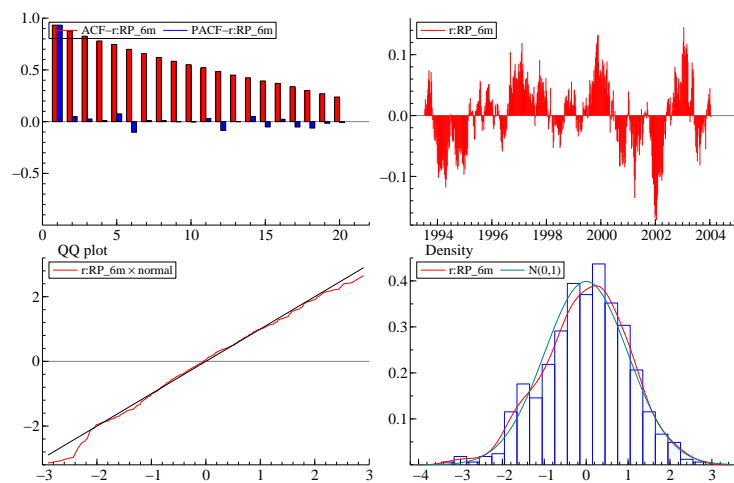 1.0
ACF−r:RP_6m PACF−r:RP_6m
0.5
0.0
−0.5
0 5 10 15 20
r:RP_6m
0.1
0.0
−0.1
1994 1996 1998 2000 2002 2004
QQ plot
r:RP_6m × normal
2
0
−2
−3 −2 −1 0 1 2 3
Density
r:RP_6m N(0,1)
0.4
0.3
0.2
0.1
−4 −3 −2 −1 0 1 2 3